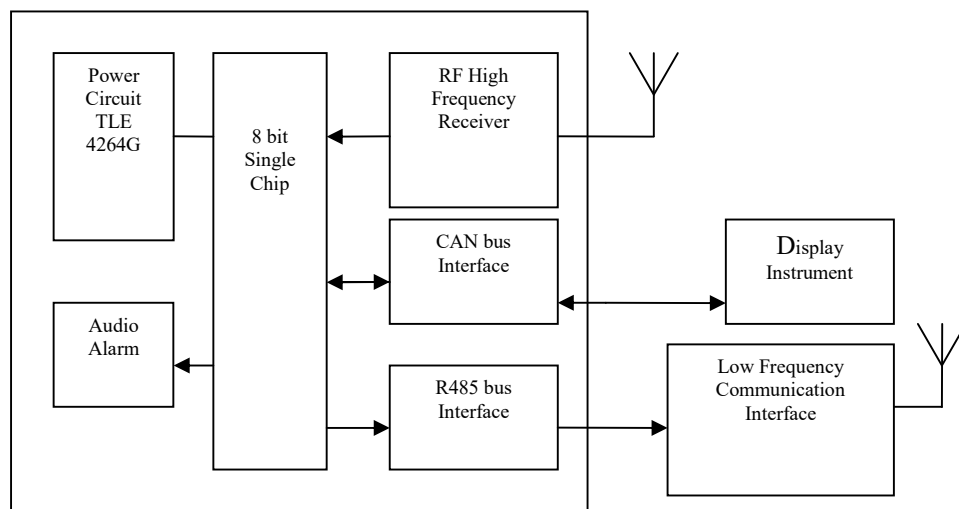 Power
Circuit
TLE
4264G
8 bit
Single
Chip
RF High
Frequency
Receiver
CAN bus
Interface
Display
Instrument
Audio
Alarm
R485 bus
Interface
Low Frequency
Communication
Interface